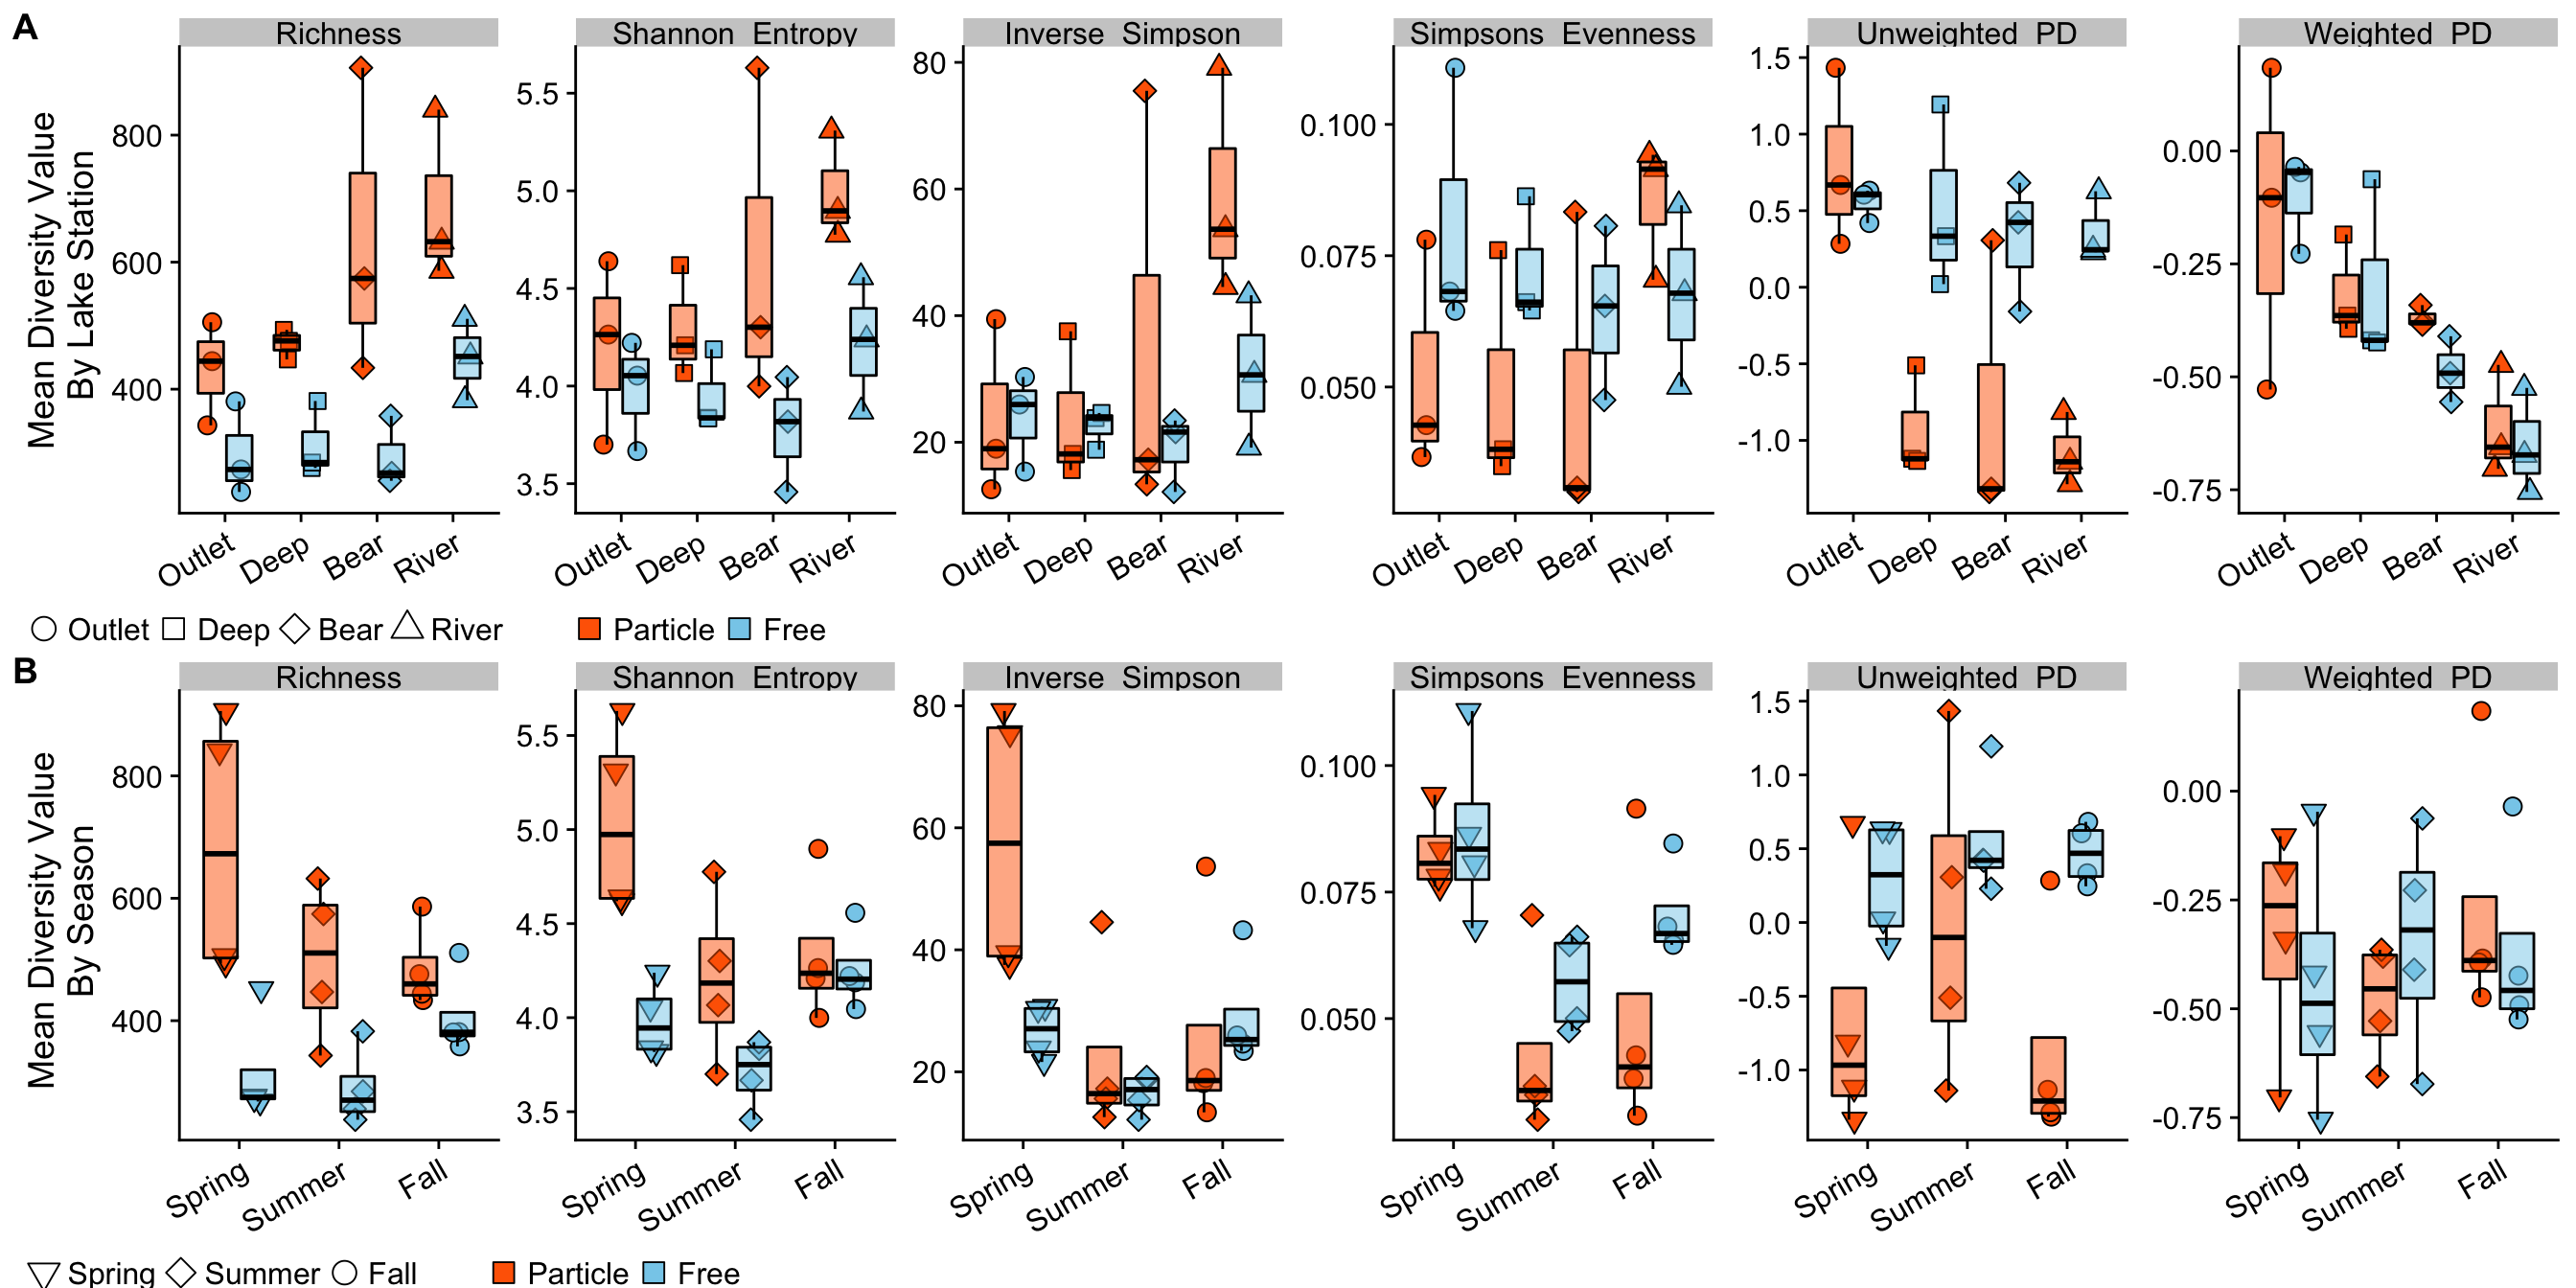 A
Richness Shannon Entropy Inverse Simpson Simpsons Evenness Unweighted PD Weighted PD
Mean Diversity Value
By Lake Station
800
600
400
5.5
5.0
4.5
4.0
3.5
80
60
40
20
0.100
0.075
0.050
1.5
1.0
0.5
0.0
-0.5
-1.0
0.00
-0.25
-0.50
-0.75
Outlet Deep Bear River
Outlet Deep Bear River
Outlet Deep Bear River
Outlet Deep Bear River
Outlet Deep Bear River
Outlet Deep Bear River
Outlet Deep Bear River Particle Free
B
Richness Shannon Entropy Inverse Simpson Simpsons Evenness Unweighted PD Weighted PD
Mean Diversity Value
By Season
800
600
400
5.5
5.0
4.5
4.0
3.5
80
60
40
20
0.100
0.075
0.050
1.5
1.0
0.5
0.0
-0.5
-1.0
0.00
-0.25
-0.50
-0.75
Spring Summer Fall
Spring Summer Fall
Spring Summer Fall
Spring Summer Fall
Spring Summer Fall
Spring Summer Fall
Spring Summer Fall Particle Free